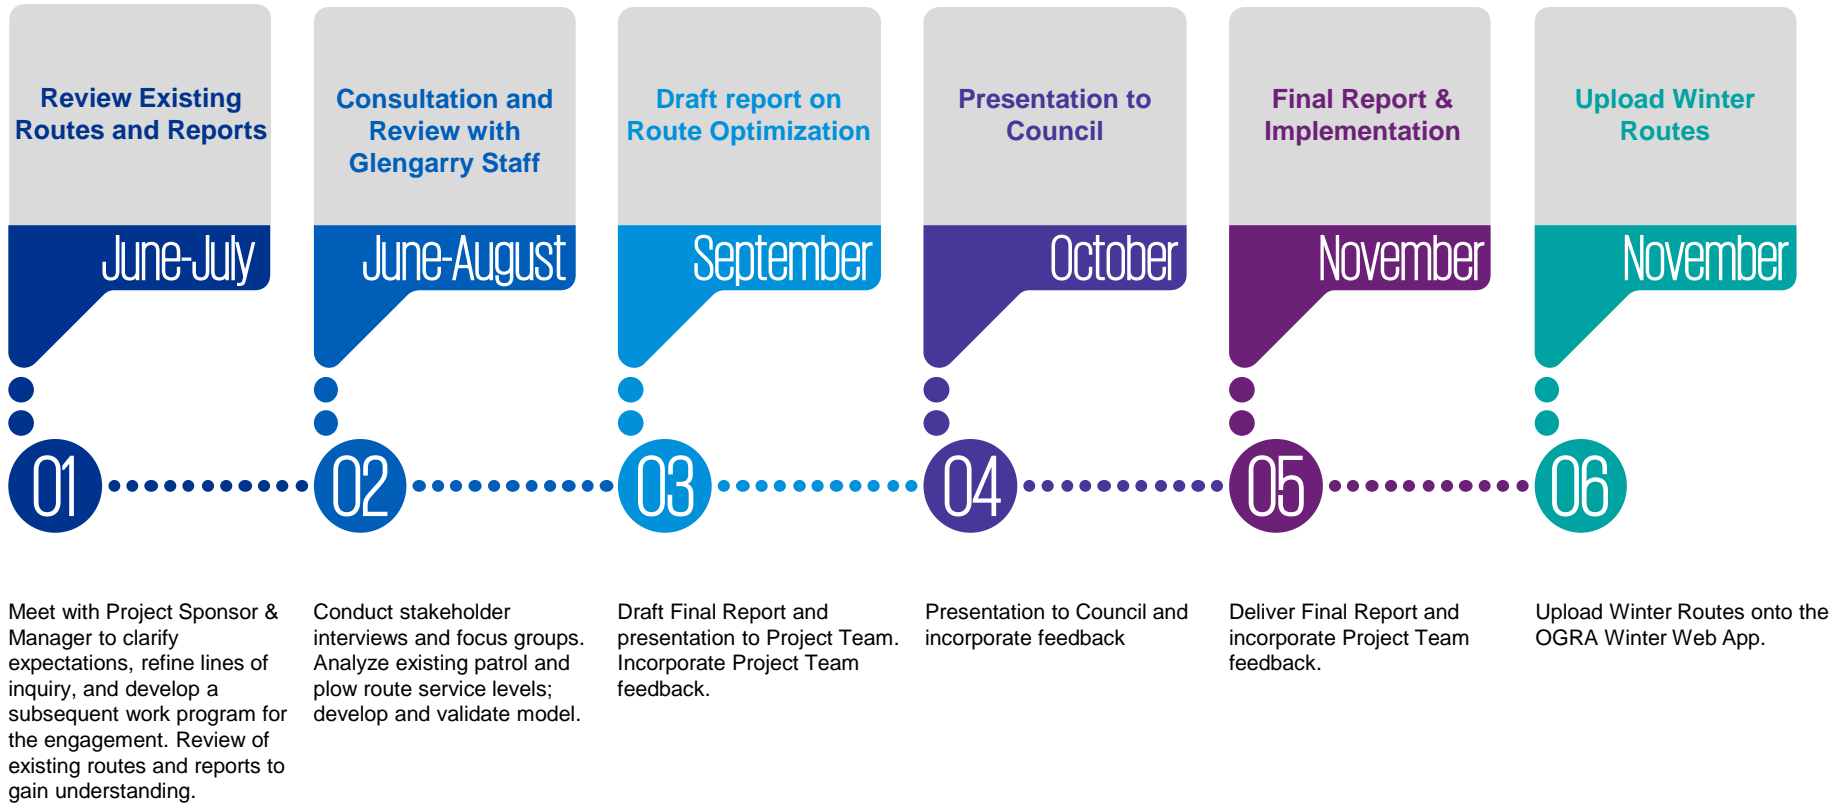 Review Existing
Routes and Reports
June-July
01
Meet with Project Sponsor &
Manager to clarify
expectations, refine lines of
inquiry, and develop a
subsequent work program for
the engagement. Review of
existing routes and reports to
gain understanding.
Consultation and
Review with
Glengarry Staff
June-August
02
Conduct stakeholder
interviews and focus groups.
Analyze existing patrol and
plow route service levels;
develop and validate model.
Draft report on
Route Optimization
September
03
Draft Final Report and
presentation to Project Team.
Incorporate Project Team
feedback.
Presentation to
Council
October
04
Presentation to Council and
incorporate feedback
Final Report &
Implementation
November
05
Deliver Final Report and
incorporate Project Team
feedback.
Upload Winter
Routes
November
06
Upload Winter Routes onto the
OGRA Winter Web App.